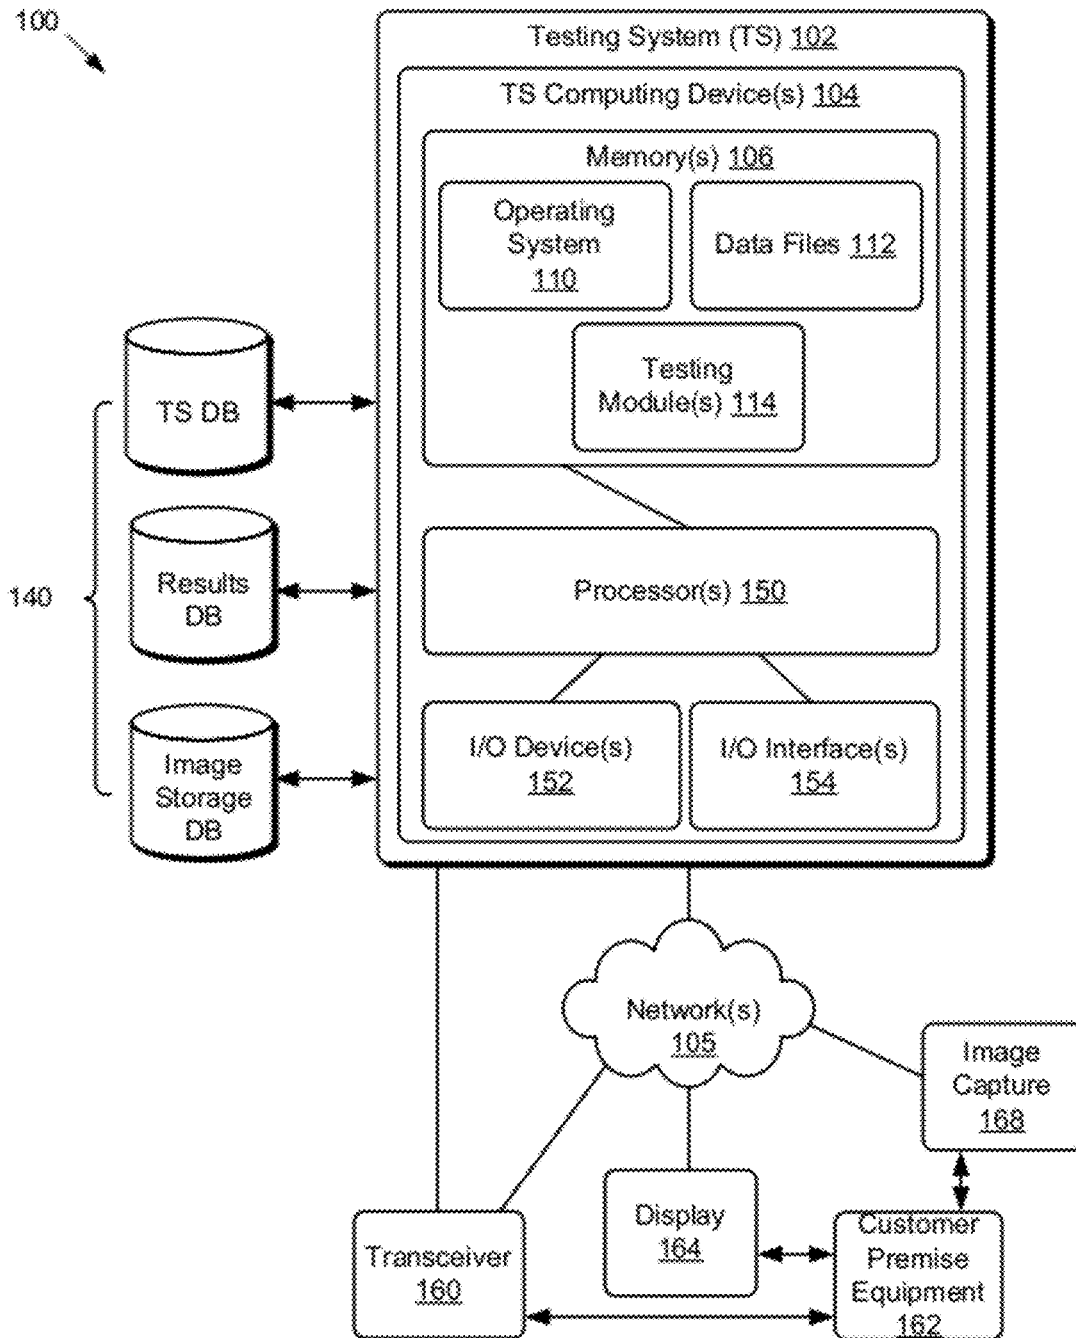 100
Testing System (TS) 102
TS Computing Device(s) 104
Memory(s) 106
Operating
System
110
Data Files 112
Testing
Module(s) 114
TS DB
Results
DB
140
Processor(s) 150
Image
Storage
DB
I/O Device(s)
152
I/O Interface(s)
154
Network(s)
105
Image
Capture
168
Display
164
Transceiver
160
Customer
Premise
Equipment
162